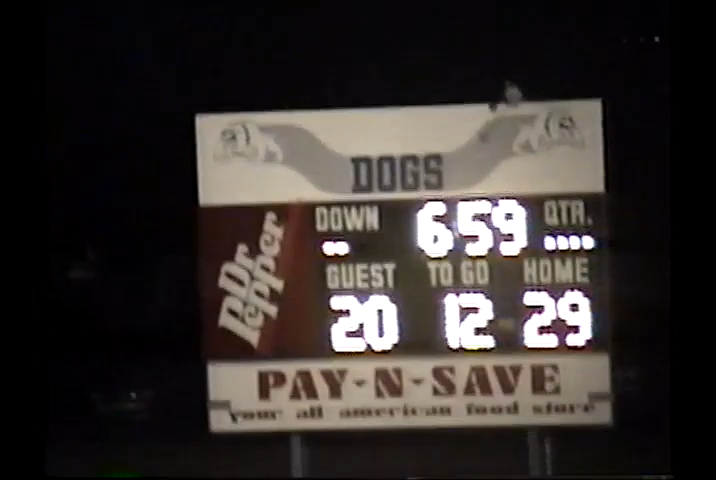 DOGS
DOWN 6 59 QTR.
GUEST TO GO HOME
20 12 29
Dr Pepper
PAY-N-SAVE
your all american food store